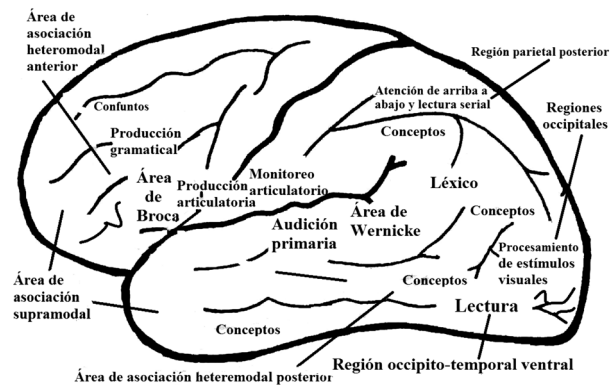 Área de
asociación
heteromodal
anterior
Región parietal posterior
Confuntos
Atención de arriba a
abajo y lectura serial
Regiones
occipitales
Producción
gramatical
Conceptos
Área
de
Broca
Producción
articulatoria
Monitoreo
articulatorio
Léxico
Audición
primaria
Área de
Wernicke
Conceptos
Procesamiento
de estímulos
visuales
Área de
asociación
supramodal
Conceptos
Lectura
Conceptos
Región occipito-temporal ventral
Área de asociación heteremodal posterior